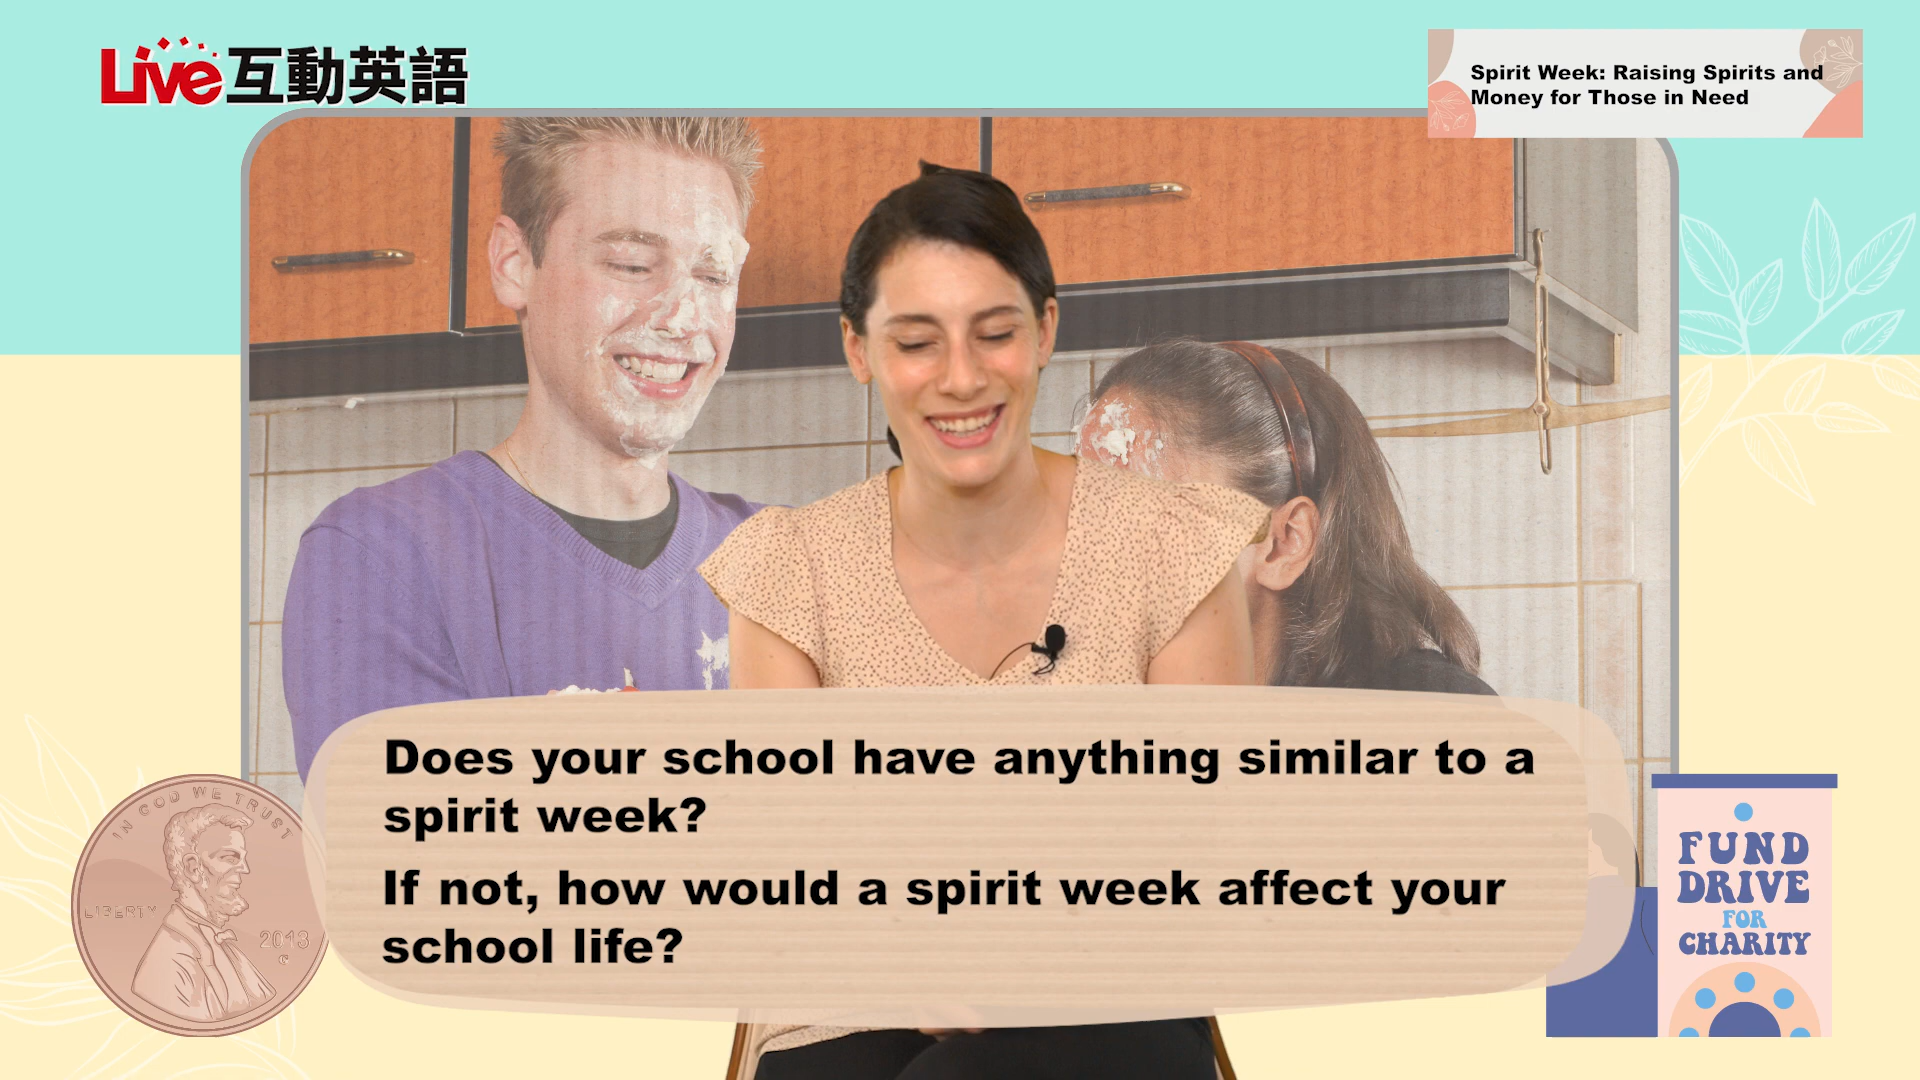 Live互動英語
Spirit Week: Raising Spirits and
Money for Those in Need
Does your school have anything similar to a
spirit week?
If not, how would a spirit week affect your
school life?
IN GOD WE TRUST
LIBERTY
2013
C
FUND
DRIVE
FOR
CHARITY